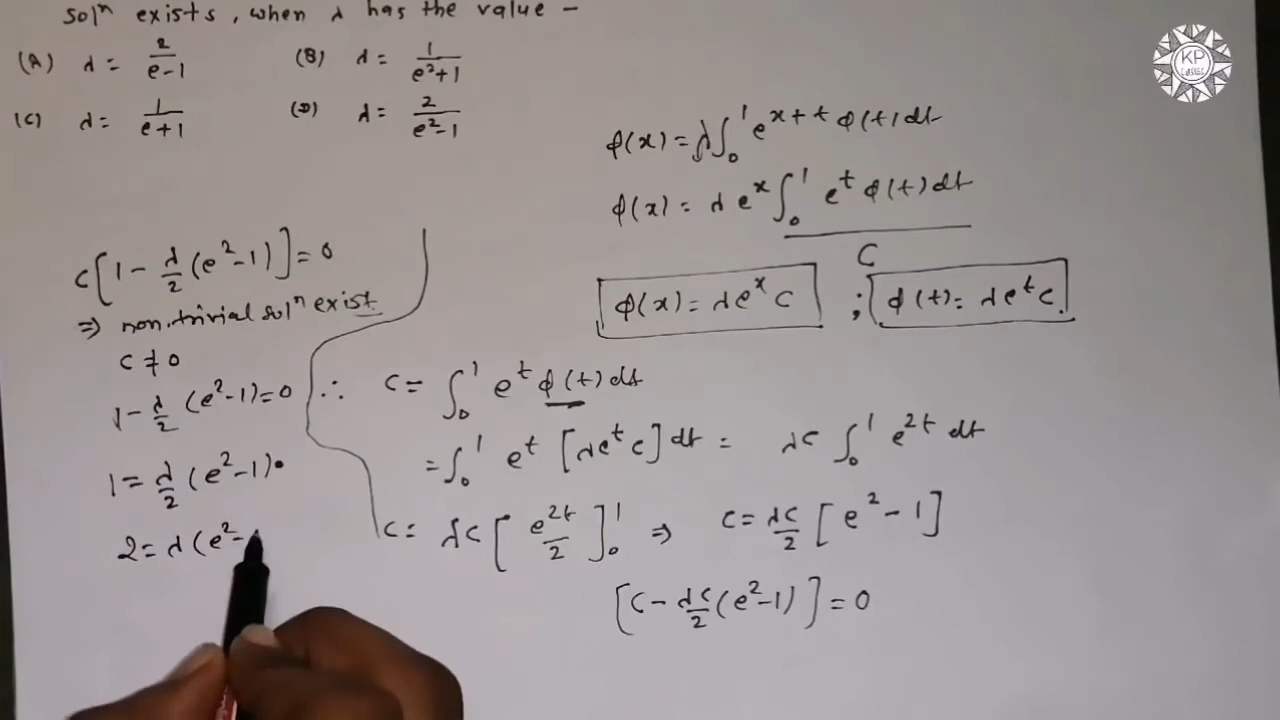 solⁿ exists, when λ has the value –
(A) λ = 2/(e-1) (B) λ = 1/(e²+1)
(C) λ = 1/(e+1) (D) λ = 2/(e²-1)
KP
CLASSES
ϕ(x) = λ∫₀¹ e^(x+t) ϕ(t) dt
ϕ(x) = λ e^x ∫₀¹ e^t ϕ(t) dt
C
ϕ(x) = λe^x C ; ϕ(t) = λe^t C.
∴ C = ∫₀¹ e^t ϕ(t) dt
= ∫₀¹ e^t [λe^t C] dt = λC ∫₀¹ e^(2t) dt
C = λC [e^(2t)/2]₀¹ ⇒ C = λC/2 [e² - 1]
[C - λC/2 (e²-1)] = 0
C[1 - λ/2 (e²-1)] = 0
⇒ non.trivial solⁿ exist
C ≠ 0
1 - λ/2 (e²-1) = 0
1 = λ/2 (e²-1).
2 = λ(e²-